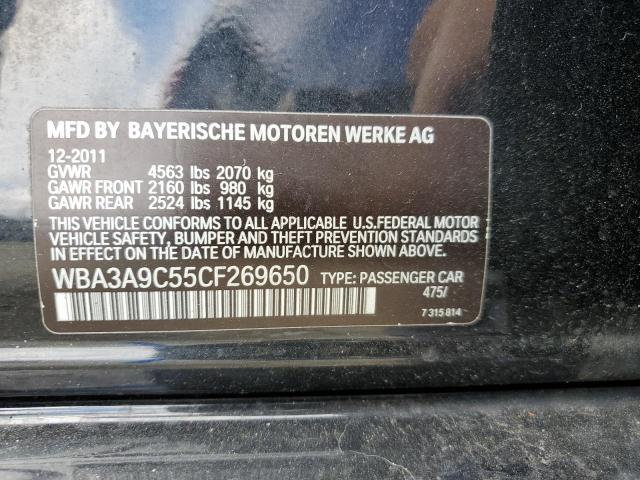 MFD BY BAYERISCHE MOTOREN WERKE AG
12-2011
GVWR 4563 lbs 2070 kg
GAWR FRONT 2160 lbs 980 kg
GAWR REAR 2524 lbs 1145 kg
THIS VEHICLE CONFORMS TO ALL APPLICABLE U.S.FEDERAL MOTOR
VEHICLE SAFETY, BUMPER AND THEFT PREVENTION STANDARDS
IN EFFECT ON THE DATE OF MANUFACTURE SHOWN ABOVE.
WBA3A9C55CF269650 TYPE: PASSENGER CAR
475/
7 315 814